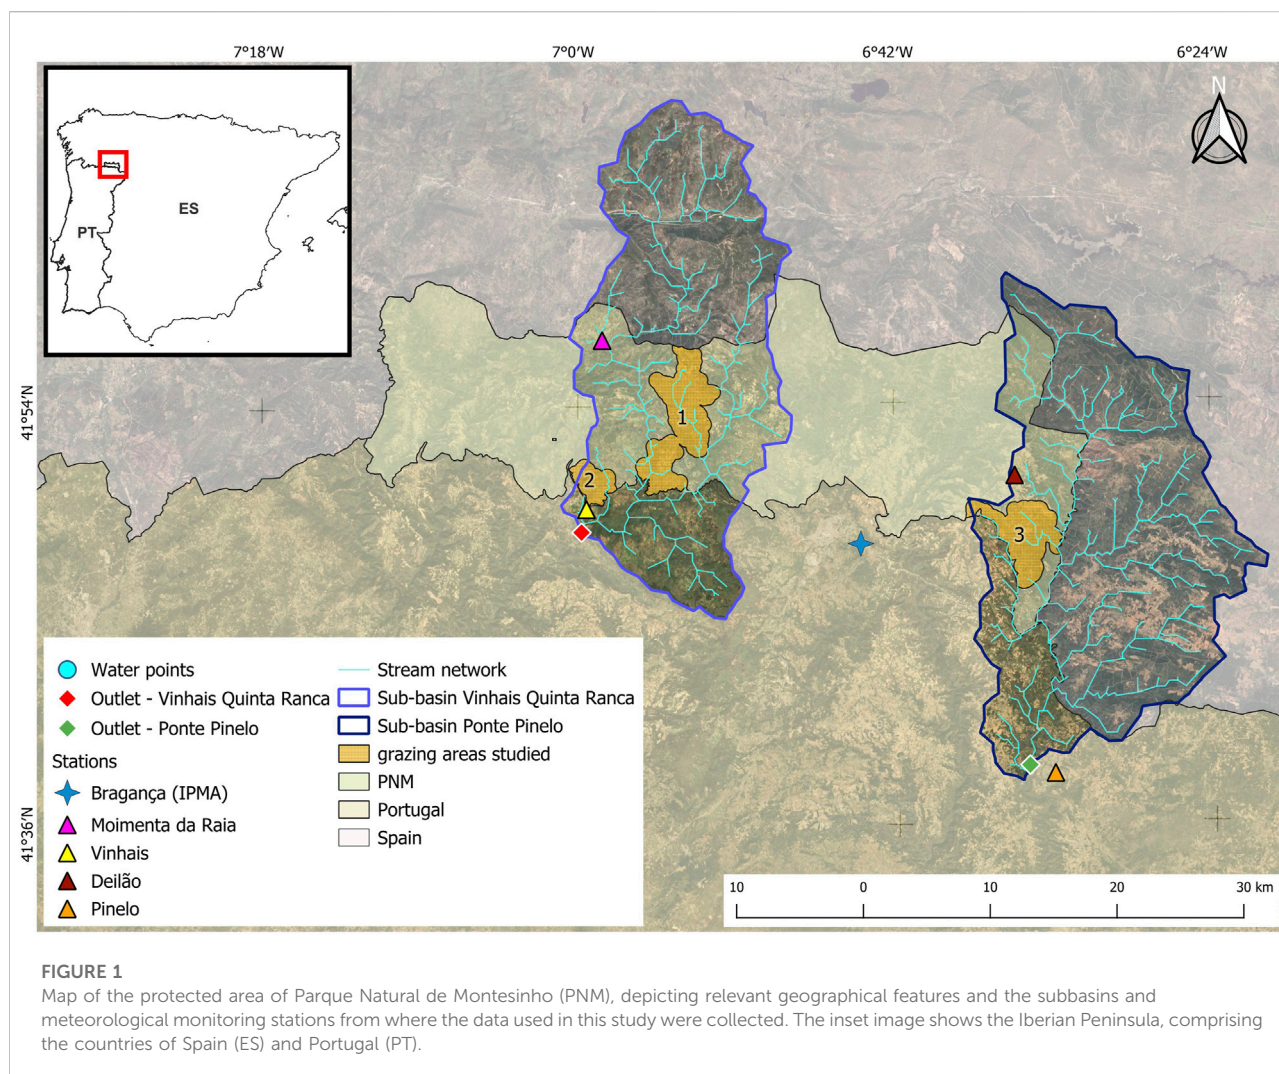 7°18′W
7°0′W
6°42′W
6°24′W
N
ES
PT
41°54′N
41°36′N
1
2
3
Water points
Outlet - Vinhais Quinta Ranca
Outlet - Ponte Pinelo
Stations
Bragança (IPMA)
Moimenta da Raia
Vinhais
Deilão
Pinelo
Stream network
Sub-basin Vinhais Quinta Ranca
Sub-basin Ponte Pinelo
grazing areas studied
PNM
Portugal
Spain
10 0 10 20 30 km
FIGURE 1
Map of the protected area of Parque Natural de Montesinho (PNM), depicting relevant geographical features and the subbasins and
meteorological monitoring stations from where the data used in this study were collected. The inset image shows the Iberian Peninsula, comprising
the countries of Spain (ES) and Portugal (PT).